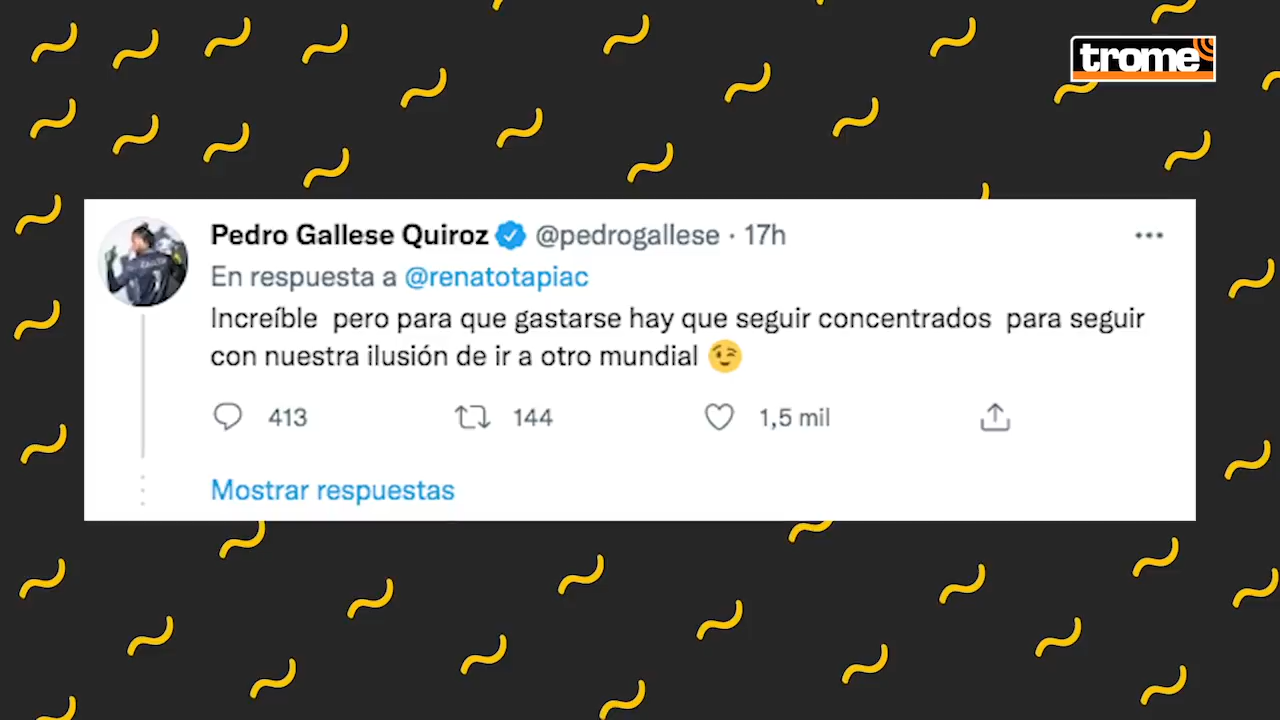 trome
Pedro Gallese Quiroz @pedrogallese · 17h
En respuesta a @renatotapiac
Increíble  pero para que gastarse hay que seguir concentrados  para seguir
con nuestra ilusión de ir a otro mundial 😉
413 144 1,5 mil
Mostrar respuestas